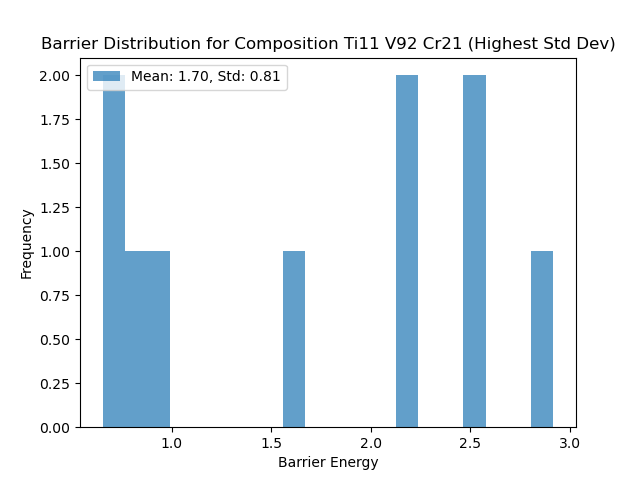 Barrier Distribution for Composition Ti11 V92 Cr21 (Highest Std Dev)
Mean: 1.70, Std: 0.81
2.00
1.75
1.50
1.25
1.00
0.75
0.50
0.25
0.00
Frequency
1.0 1.5 2.0 2.5 3.0
Barrier Energy